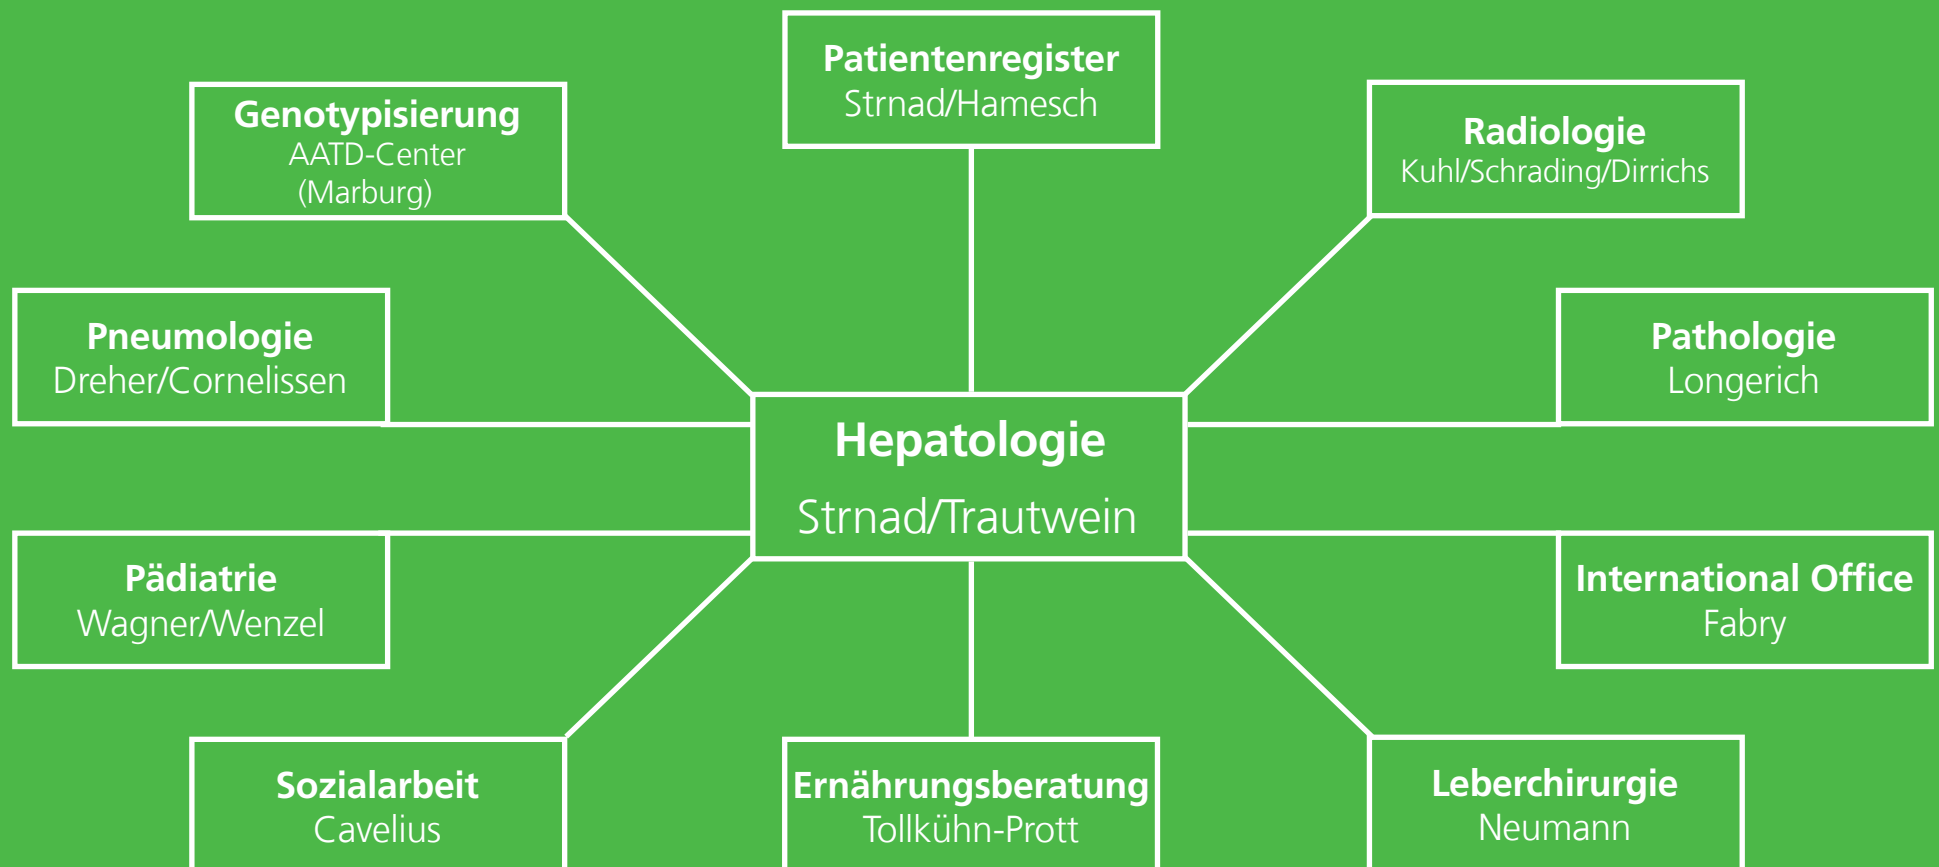 Patientenregister
Strnad/Hamesch
Genotypisierung
AATD-Center
(Marburg)
Radiologie
Kuhl/Schrading/Dirrichs
Pneumologie
Dreher/Cornelissen
Pathologie
Longerich
Hepatologie
Strnad/Trautwein
Pädiatrie
Wagner/Wenzel
International Office
Fabry
Sozialarbeit
Cavelius
Ernährungsberatung
Tollkühn-Prott
Leberchirurgie
Neumann